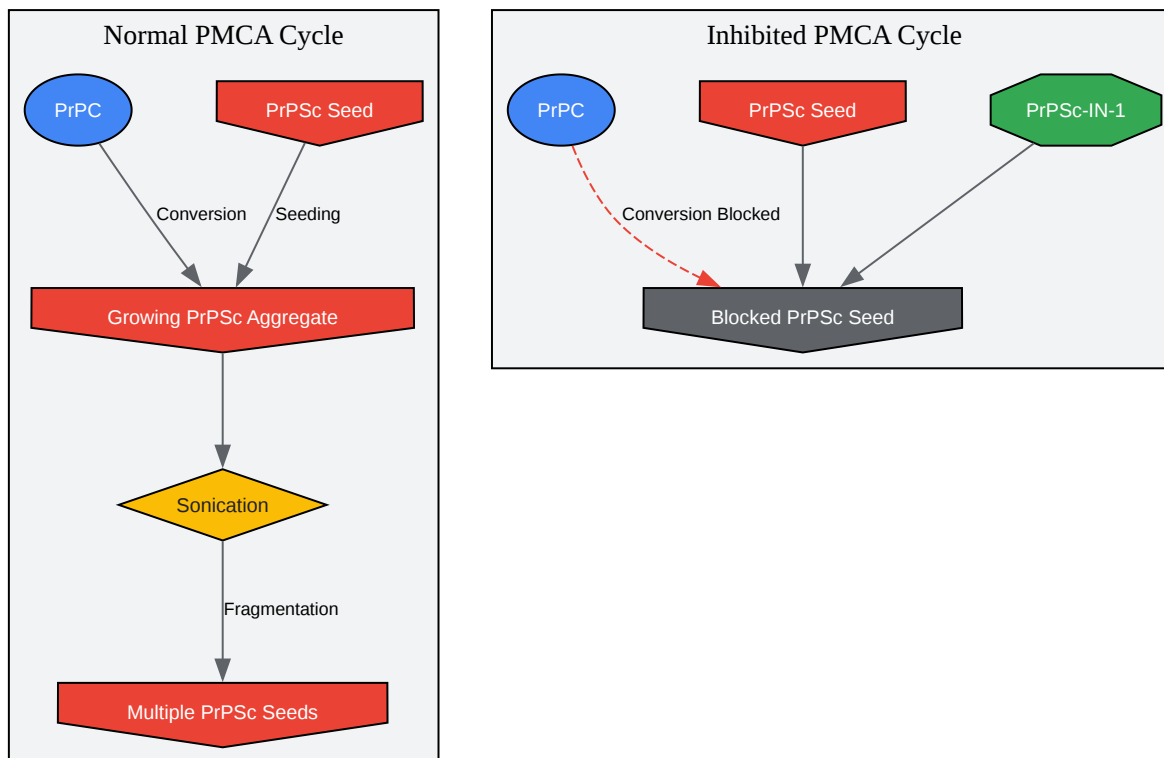 Normal PMCA Cycle
PrPC
PrPSc Seed
Conversion
Seeding
Growing PrPSc Aggregate
Sonication
Fragmentation
Multiple PrPSc Seeds
Inhibited PMCA Cycle
PrPC
PrPSc Seed
PrPSc-IN-1
Conversion Blocked
Blocked PrPSc Seed